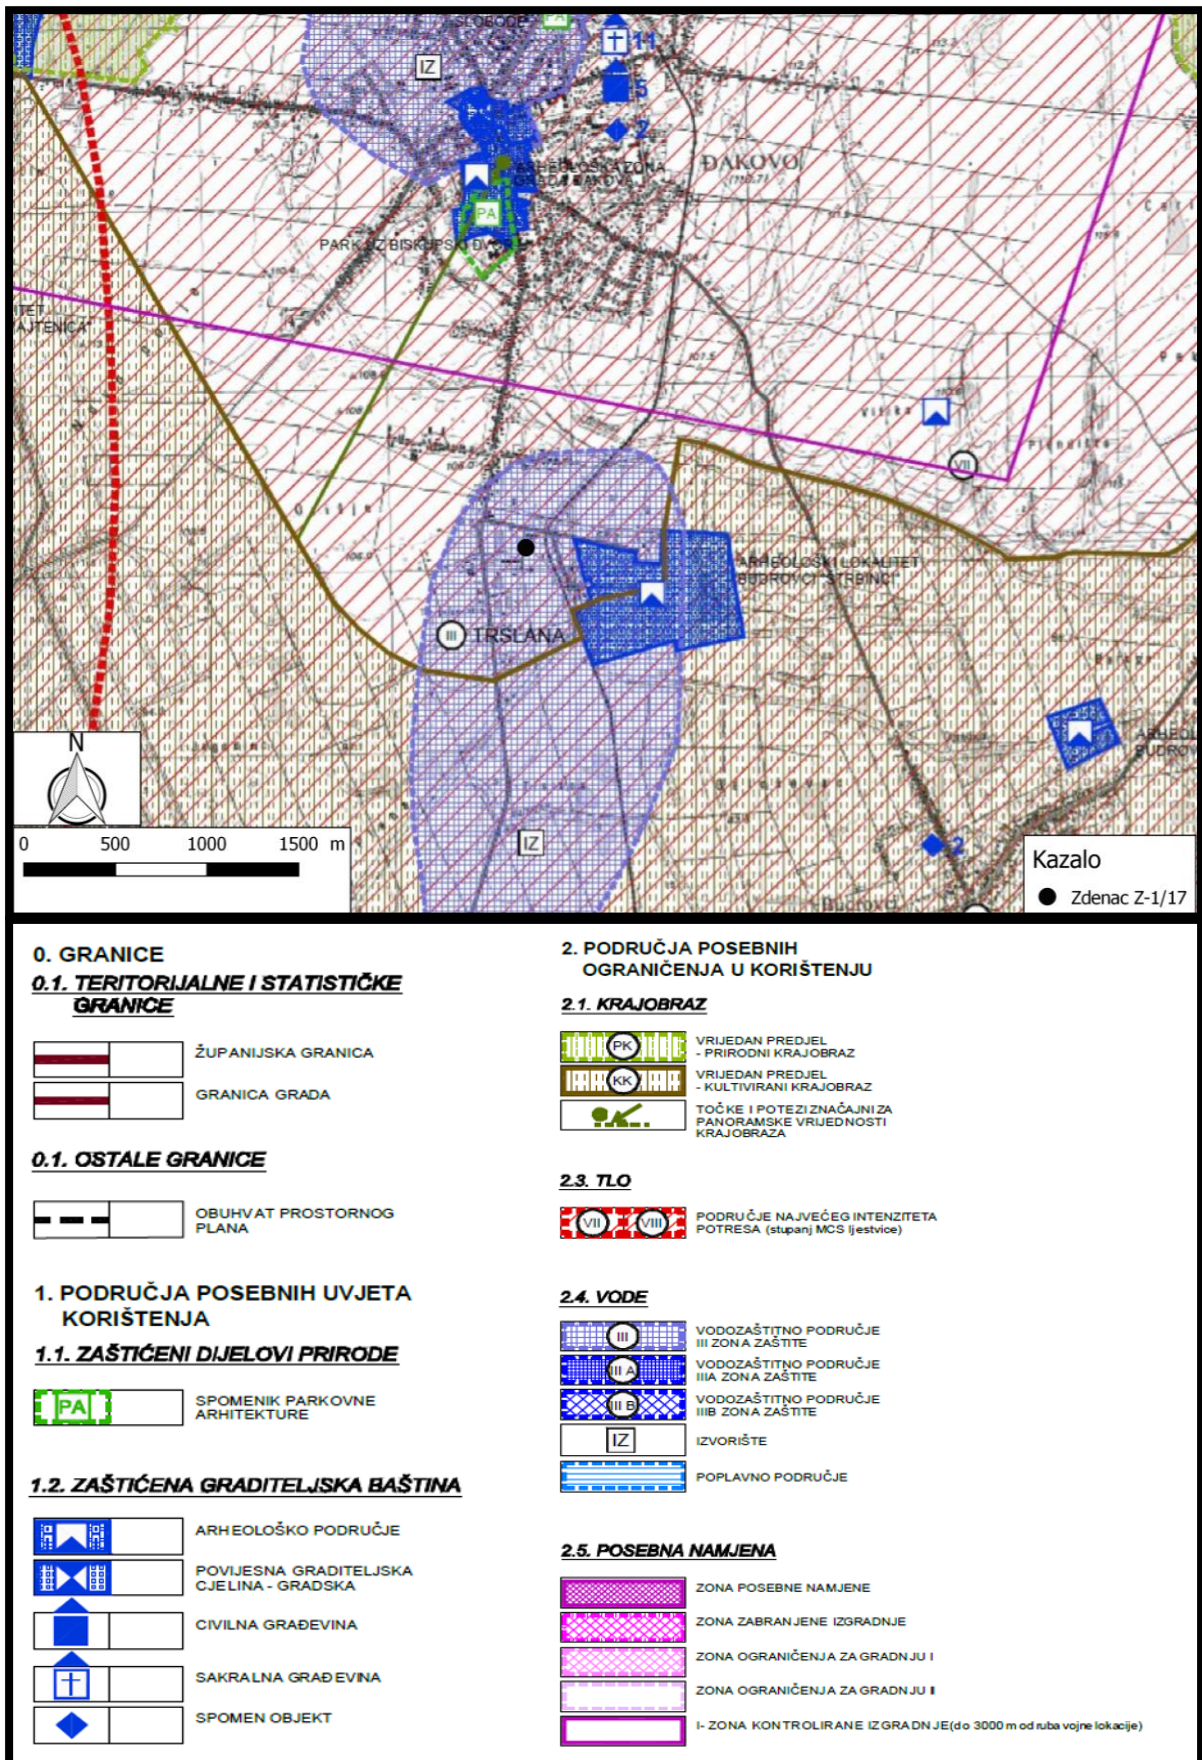 SLOBODE
PA
11
IZ
5
2
ĐAKOVO
ARHEOLOŠKA ZONA
GRADA ĐAKOVA
PA
PARK UZ BISKUPSKI DVOR
VII
ARHEOLOŠKI LOKALITET
BUDROVCI "ŠTRBINCI"
III TRSLANA
IZ
2
Budrovci
N
0 500 1000 1500 m
Kazalo
Zdenac Z-1/17
0. GRANICE
0.1. TERITORIJALNE I STATISTIČKE
GRANICE
ŽUPANIJSKA GRANICA
GRANICA GRADA
0.1. OSTALE GRANICE
OBUHVAT PROSTORNOG
PLANA
1. PODRUČJA POSEBNIH UVJETA
KORIŠTENJA
1.1. ZAŠTIĆENI DIJELOVI PRIRODE
PA
SPOMENIK PARKOVNE
ARHITEKTURE
1.2. ZAŠTIĆENA GRADITELJSKA BAŠTINA
ARHEOLOŠKO PODRUČJE
POVIJESNA GRADITELJSKA
CJELINA - GRADSKA
CIVILNA GRAĐEVINA
SAKRALNA GRAĐEVINA
SPOMEN OBJEKT
2. PODRUČJA POSEBNIH
OGRANIČENJA U KORIŠTENJU
2.1. KRAJOBRAZ
PK
VRIJEDAN PREDJEL
- PRIRODNI KRAJOBRAZ
KK
VRIJEDAN PREDJEL
- KULTIVIRANI KRAJOBRAZ
TOČKE I POTEZI ZNAČAJNI ZA
PANORAMSKE VRIJEDNOSTI
KRAJOBRAZA
2.3. TLO
VII VIII
PODRUČJE NAJVEĆEG INTENZITETA
POTRESA (stupanj MCS ljestvice)
2.4. VODE
III
VODOZAŠTITNO PODRUČJE
III ZONA ZAŠTITE
III A
VODOZAŠTITNO PODRUČJE
IIIA ZONA ZAŠTITE
III B
VODOZAŠTITNO PODRUČJE
IIIB ZONA ZAŠTITE
IZ
IZVORIŠTE
POPLAVNO PODRUČJE
2.5. POSEBNA NAMJENA
ZONA POSEBNE NAMJENE
ZONA ZABRANJENE IZGRADNJE
ZONA OGRANIČENJA ZA GRADNJU I
ZONA OGRANIČENJA ZA GRADNJU II
I- ZONA KONTROLIRANE IZGRADNJE(do 3000 m od ruba vojne lokacije)